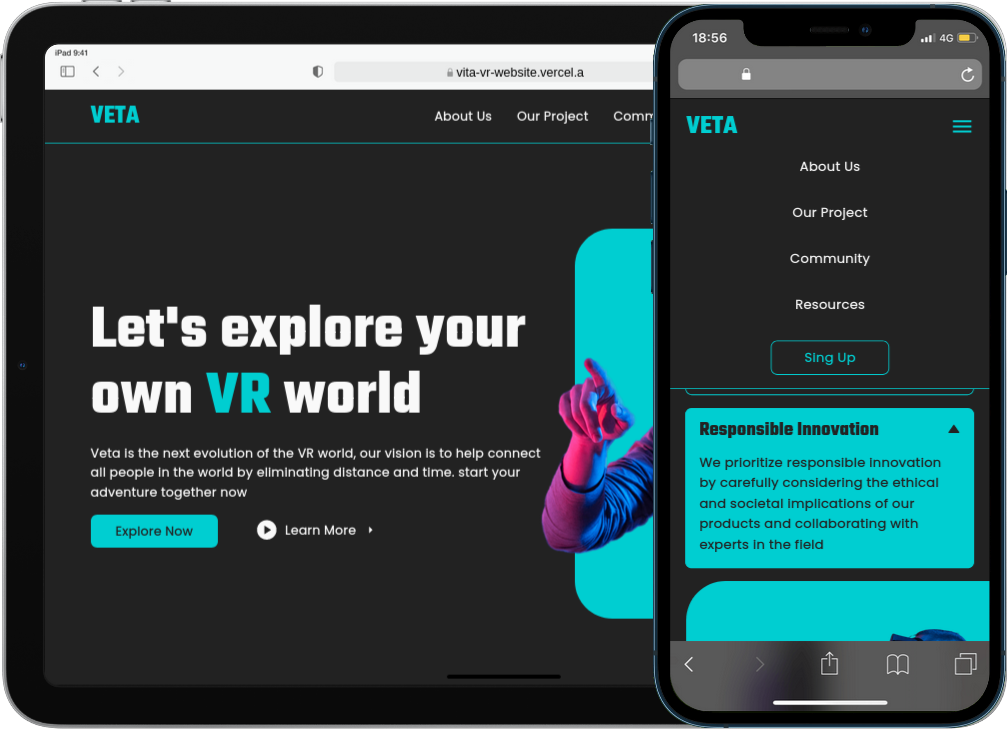 iPad 9:41
vita-vr-website.vercel.a
VETA
About Us Our Project Comm
Let's explore your
own VR world
Veta is the next evolution of the VR world, our vision is to help connect
all people in the world by eliminating distance and time. start your
adventure together now
Explore Now Learn More
18:56 4G
VETA
About Us
Our Project
Community
Resources
Sing Up
Responsible Innovation
We prioritize responsible innovation
by carefully considering the ethical
and societal implications of our
products and collaborating with
experts in the field